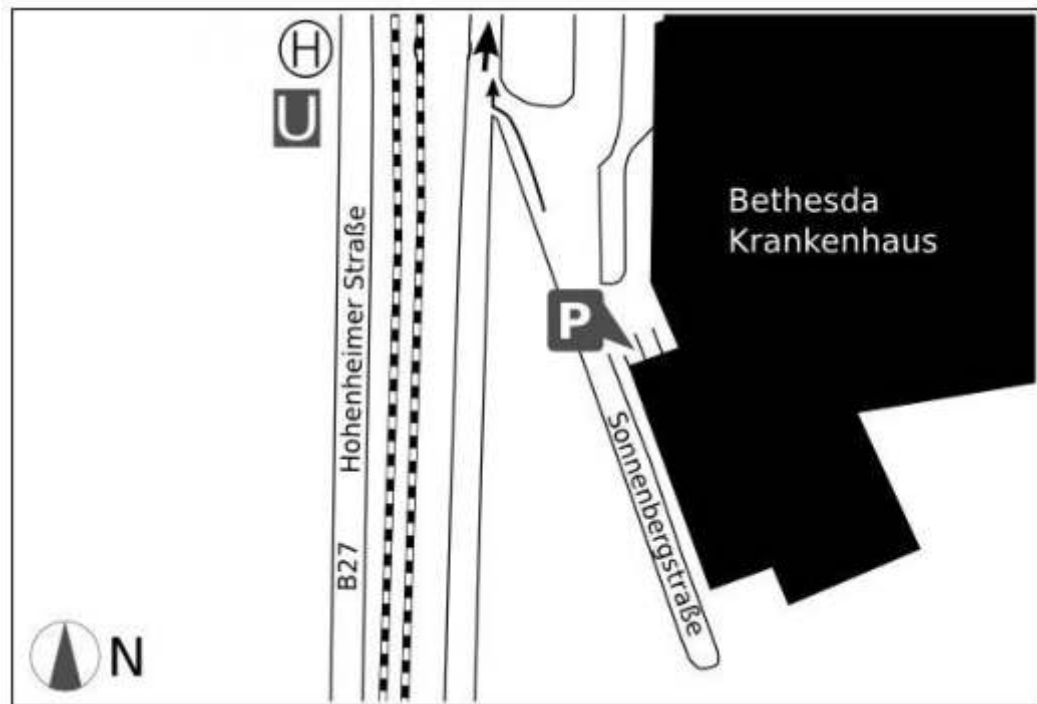 H
U
Hohenheimer Straße
B27
Bethesda
Krankenhaus
P
Sonnenbergstraße
N